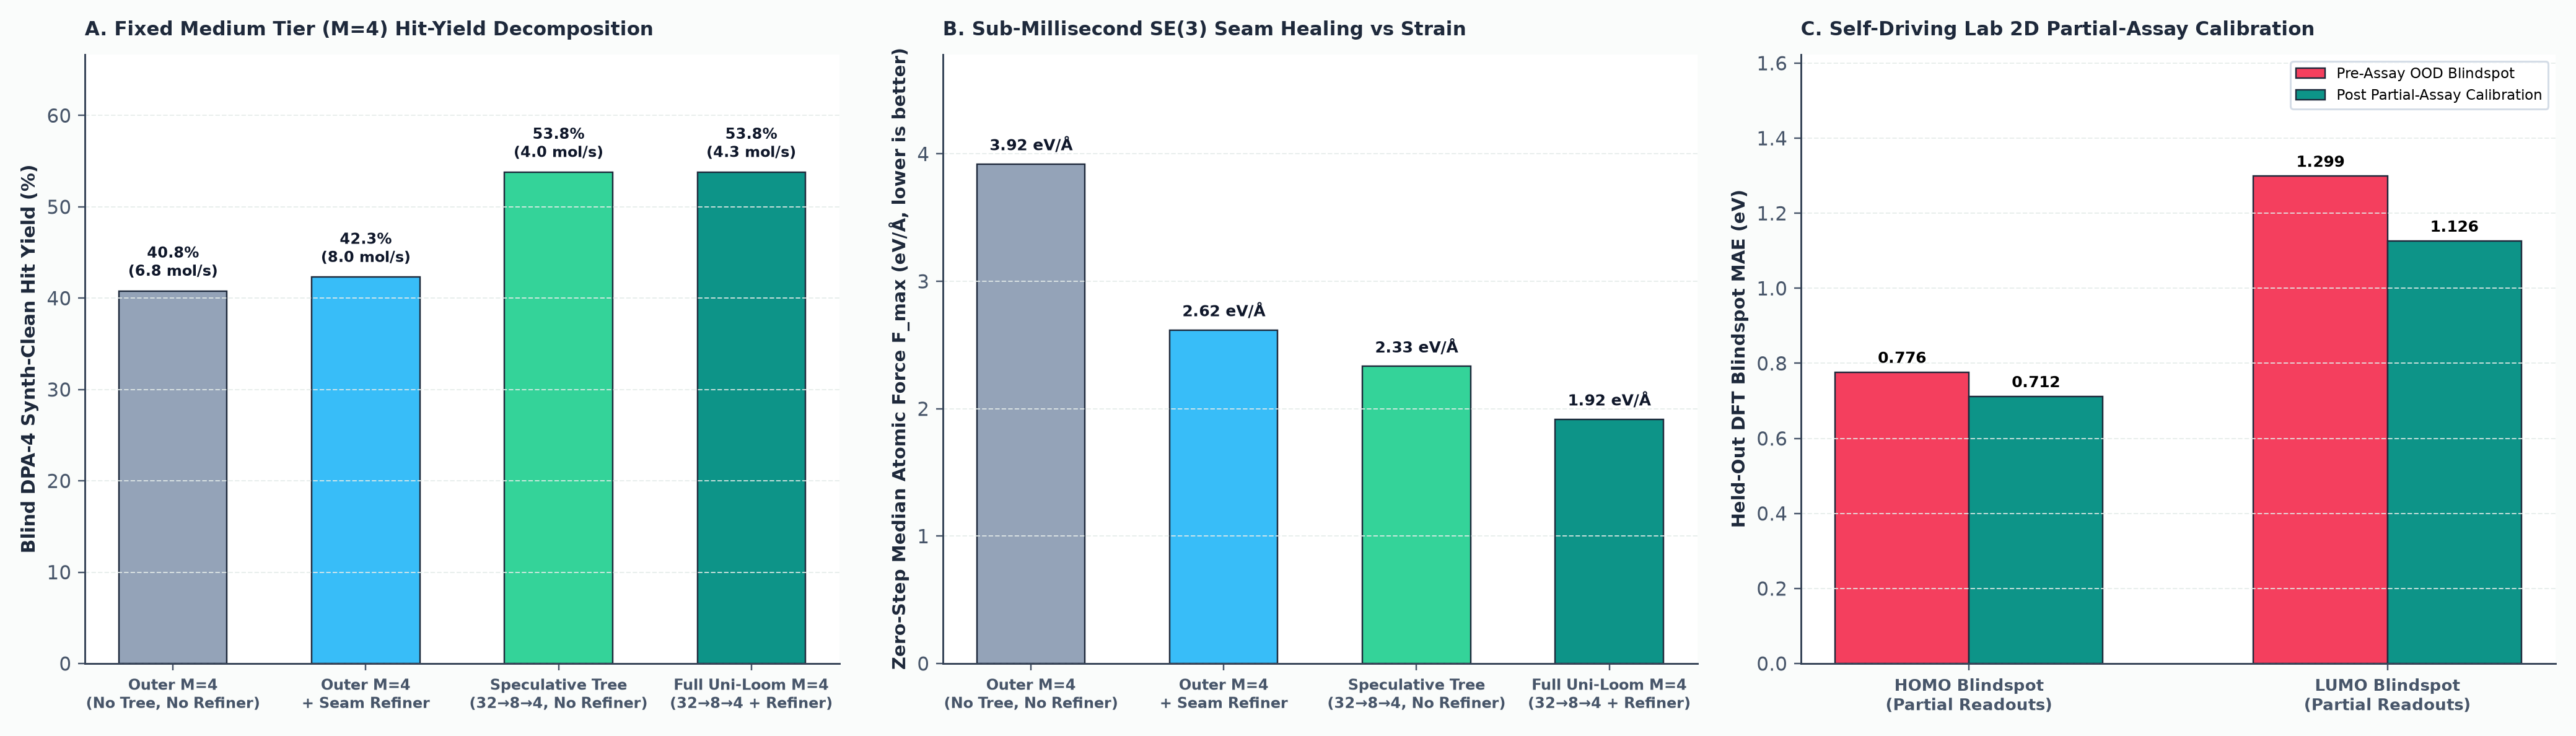 A. Fixed Medium Tier (M=4) Hit-Yield Decomposition
Blind DPA-4 Synth-Clean Hit Yield (%)
60
50
40
30
20
10
0
40.8%
(6.8 mol/s)
42.3%
(8.0 mol/s)
53.8%
(4.0 mol/s)
53.8%
(4.3 mol/s)
Outer M=4
(No Tree, No Refiner)
Outer M=4
+ Seam Refiner
Speculative Tree
(32→8→4, No Refiner)
Full Uni-Loom M=4
(32→8→4 + Refiner)
B. Sub-Millisecond SE(3) Seam Healing vs Strain
Zero-Step Median Atomic Force F_max (eV/Å, lower is better)
4
3
2
1
0
3.92 eV/Å
2.62 eV/Å
2.33 eV/Å
1.92 eV/Å
Outer M=4
(No Tree, No Refiner)
Outer M=4
+ Seam Refiner
Speculative Tree
(32→8→4, No Refiner)
Full Uni-Loom M=4
(32→8→4 + Refiner)
C. Self-Driving Lab 2D Partial-Assay Calibration
Held-Out DFT Blindspot MAE (eV)
1.6
1.4
1.2
1.0
0.8
0.6
0.4
0.2
0.0
Pre-Assay OOD Blindspot
Post Partial-Assay Calibration
0.776
0.712
1.299
1.126
HOMO Blindspot
(Partial Readouts)
LUMO Blindspot
(Partial Readouts)